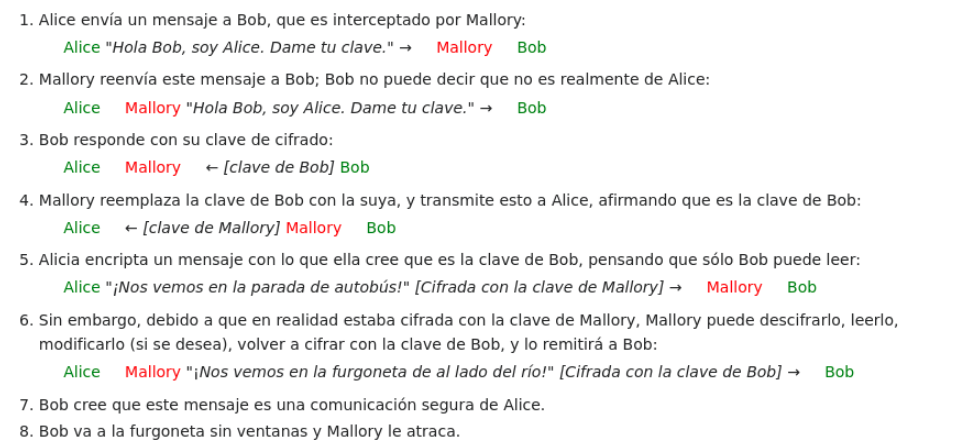 1. Alice envía un mensaje a Bob, que es interceptado por Mallory:
Alice "Hola Bob, soy Alice. Dame tu clave." → Mallory Bob
2. Mallory reenvía este mensaje a Bob; Bob no puede decir que no es realmente de Alice:
Alice Mallory "Hola Bob, soy Alice. Dame tu clave." → Bob
3. Bob responde con su clave de cifrado:
Alice Mallory ← [clave de Bob] Bob
4. Mallory reemplaza la clave de Bob con la suya, y transmite esto a Alice, afirmando que es la clave de Bob:
Alice ← [clave de Mallory] Mallory Bob
5. Alicia encripta un mensaje con lo que ella cree que es la clave de Bob, pensando que sólo Bob puede leer:
Alice "¡Nos vemos en la parada de autobús!" [Cifrada con la clave de Mallory] → Mallory Bob
6. Sin embargo, debido a que en realidad estaba cifrada con la clave de Mallory, Mallory puede descifrarlo, leerlo,
modificarlo (si se desea), volver a cifrar con la clave de Bob, y lo remitirá a Bob:
Alice Mallory "¡Nos vemos en la furgoneta de al lado del río!" [Cifrada con la clave de Bob] → Bob
7. Bob cree que este mensaje es una comunicación segura de Alice.
8. Bob va a la furgoneta sin ventanas y Mallory le atraca.